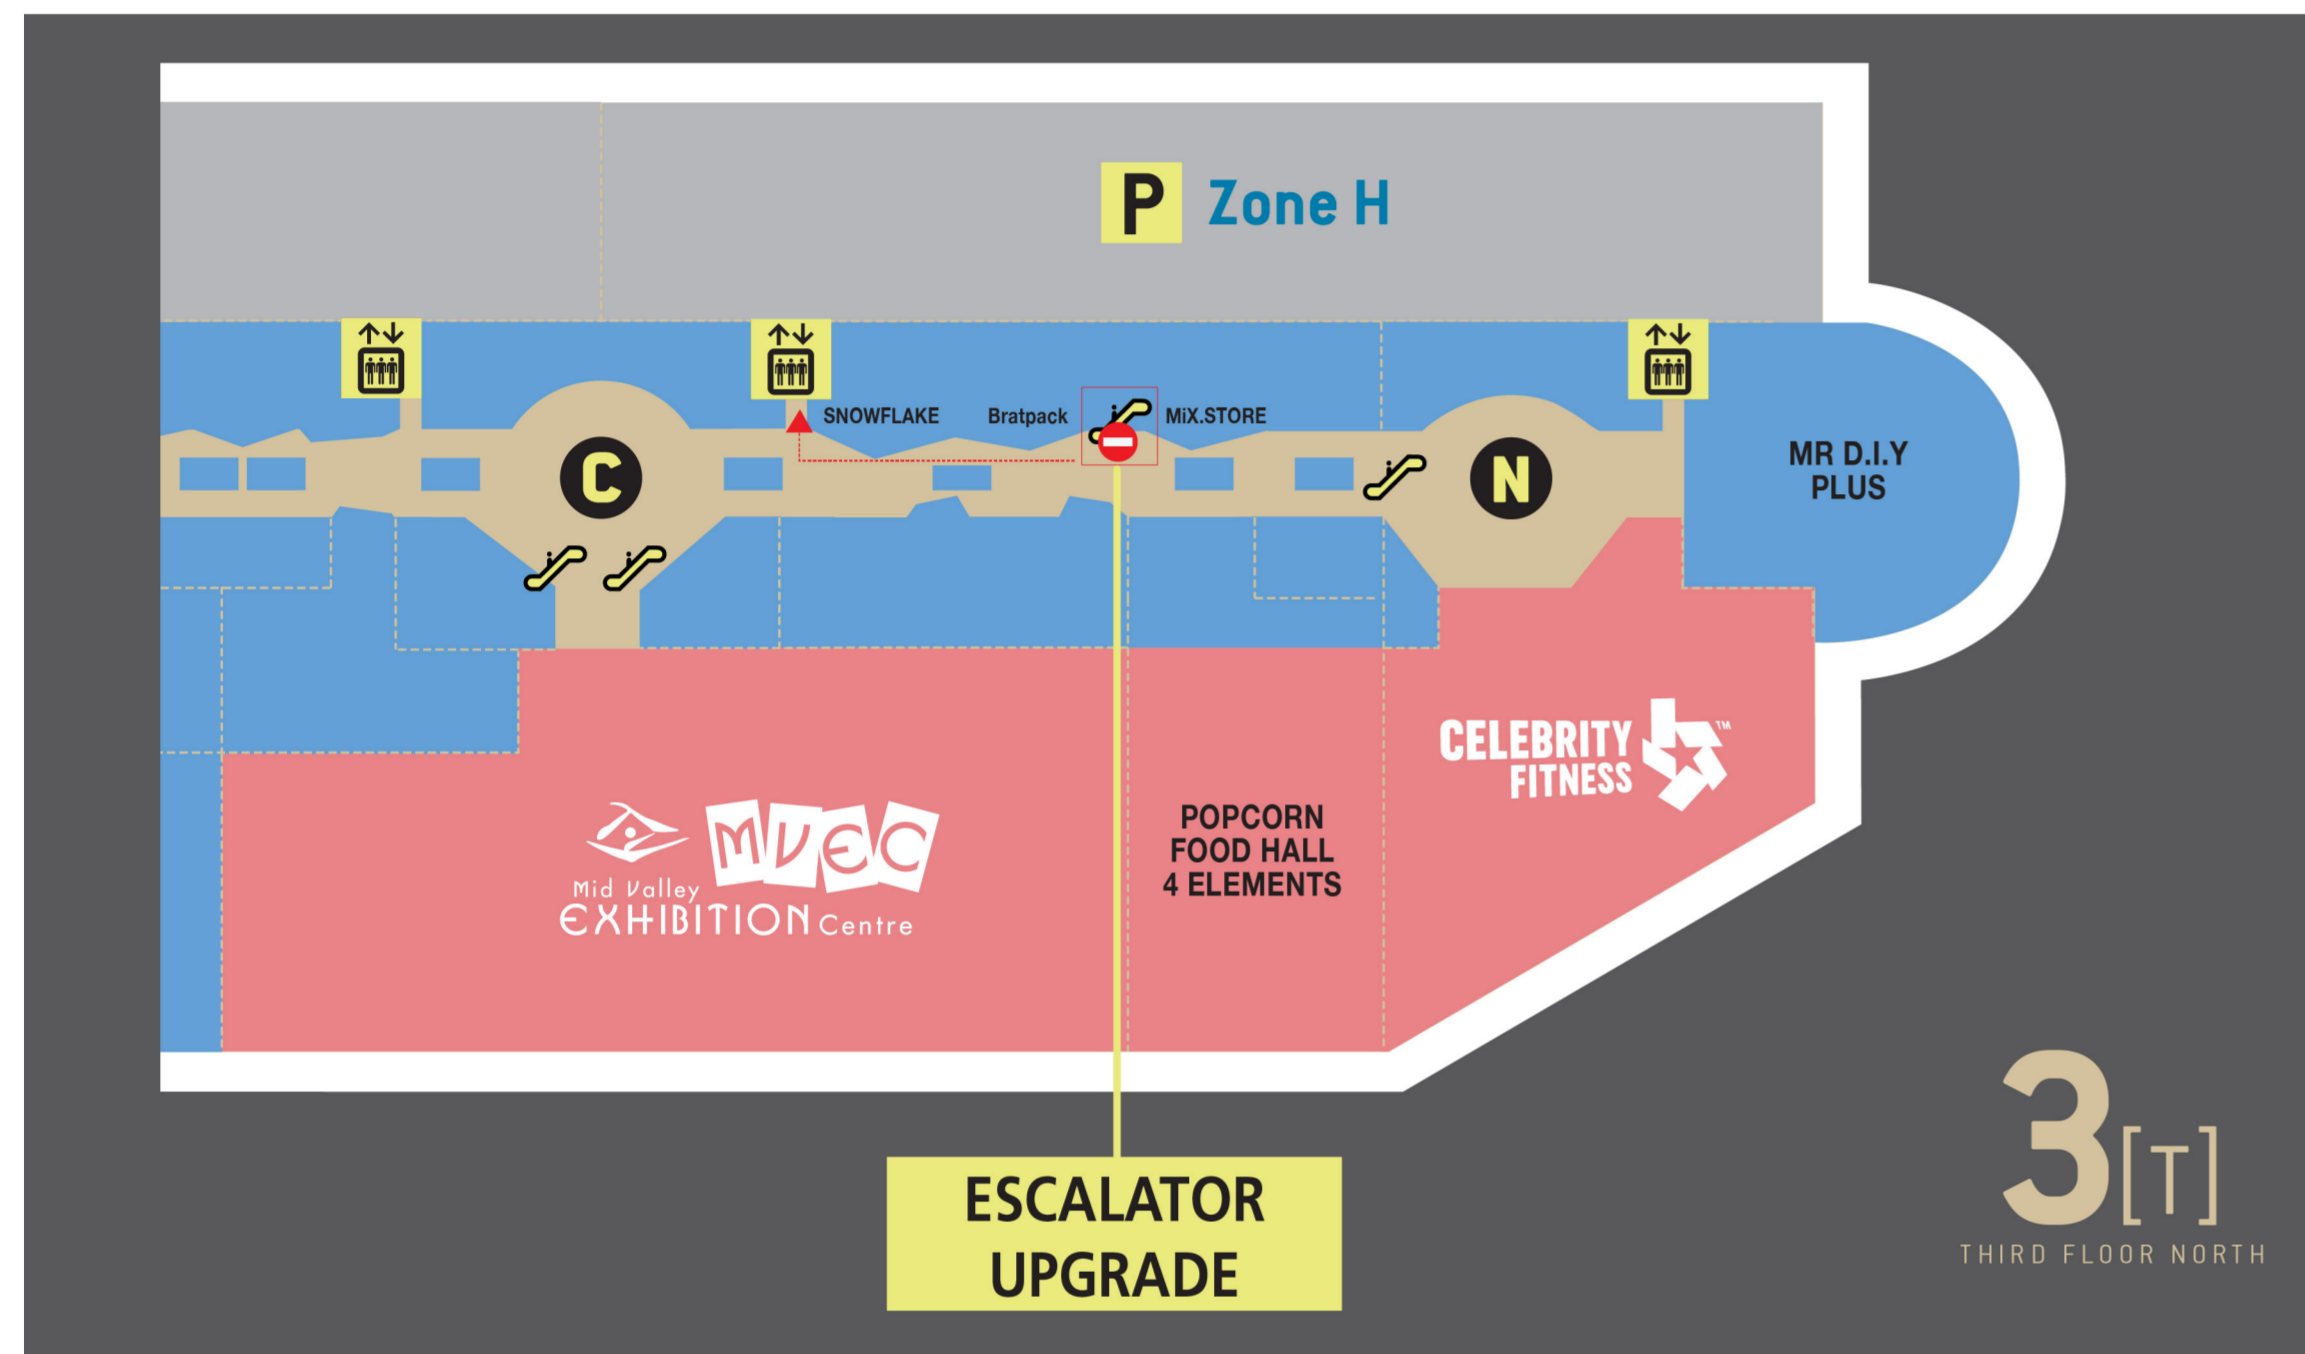 P Zone H
SNOWFLAKE
Bratpack
MiX.STORE
C
N
MR D.I.Y
PLUS
CELEBRITY
FITNESS
TM
MVEC
Mid Valley
EXHIBITION Centre
POPCORN
FOOD HALL
4 ELEMENTS
ESCALATOR
UPGRADE
3[T]
THIRD FLOOR NORTH